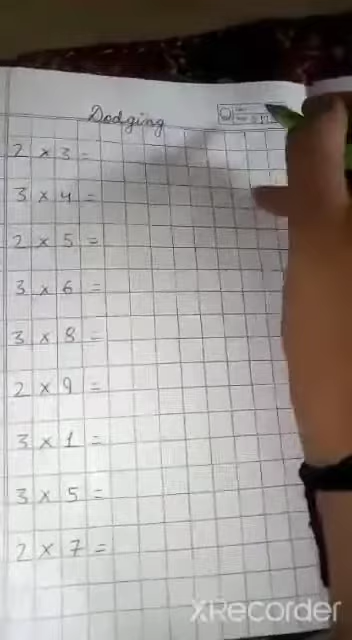 Dodging
2 × 3 =
3 × 4 =
2 × 5 =
3 × 6 =
3 × 8 =
2 × 9 =
3 × 1 =
3 × 5 =
2 × 7 =
XRecorder